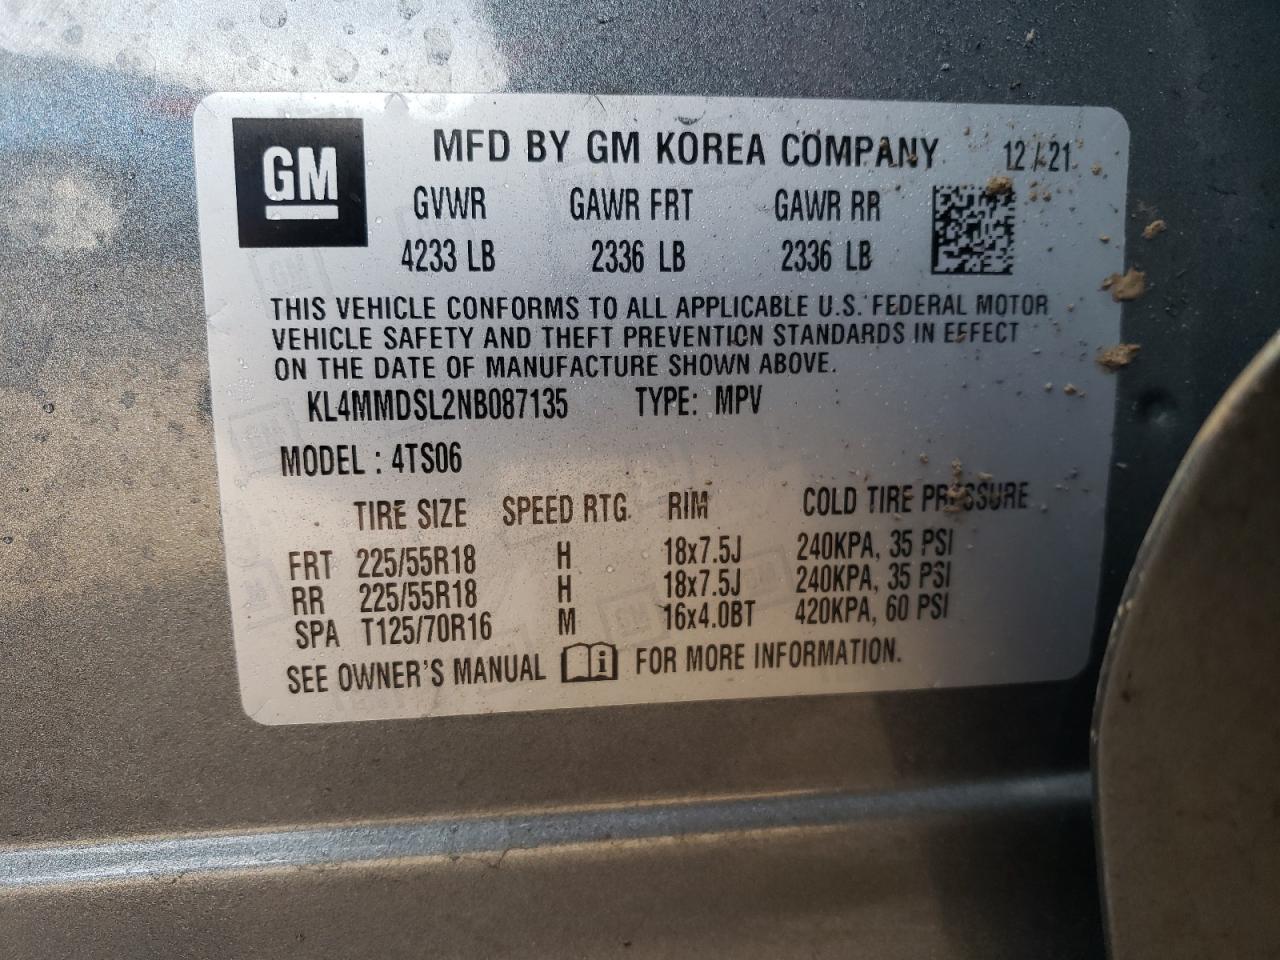 GM
MFD BY GM KOREA COMPANY 12/21
GVWR GAWR FRT GAWR RR
4233 LB 2336 LB 2336 LB
THIS VEHICLE CONFORMS TO ALL APPLICABLE U.S. FEDERAL MOTOR
VEHICLE SAFETY AND THEFT PREVENTION STANDARDS IN EFFECT
ON THE DATE OF MANUFACTURE SHOWN ABOVE.
KL4MMDSL2NB087135 TYPE: MPV
MODEL : 4TS06
TIRE SIZE SPEED RTG. RIM COLD TIRE PRESSURE
FRT 225/55R18 H 18x7.5J 240KPA, 35 PSI
RR 225/55R18 H 18x7.5J 240KPA, 35 PSI
SPA T125/70R16 M 16x4.0BT 420KPA, 60 PSI
SEE OWNER'S MANUAL FOR MORE INFORMATION.